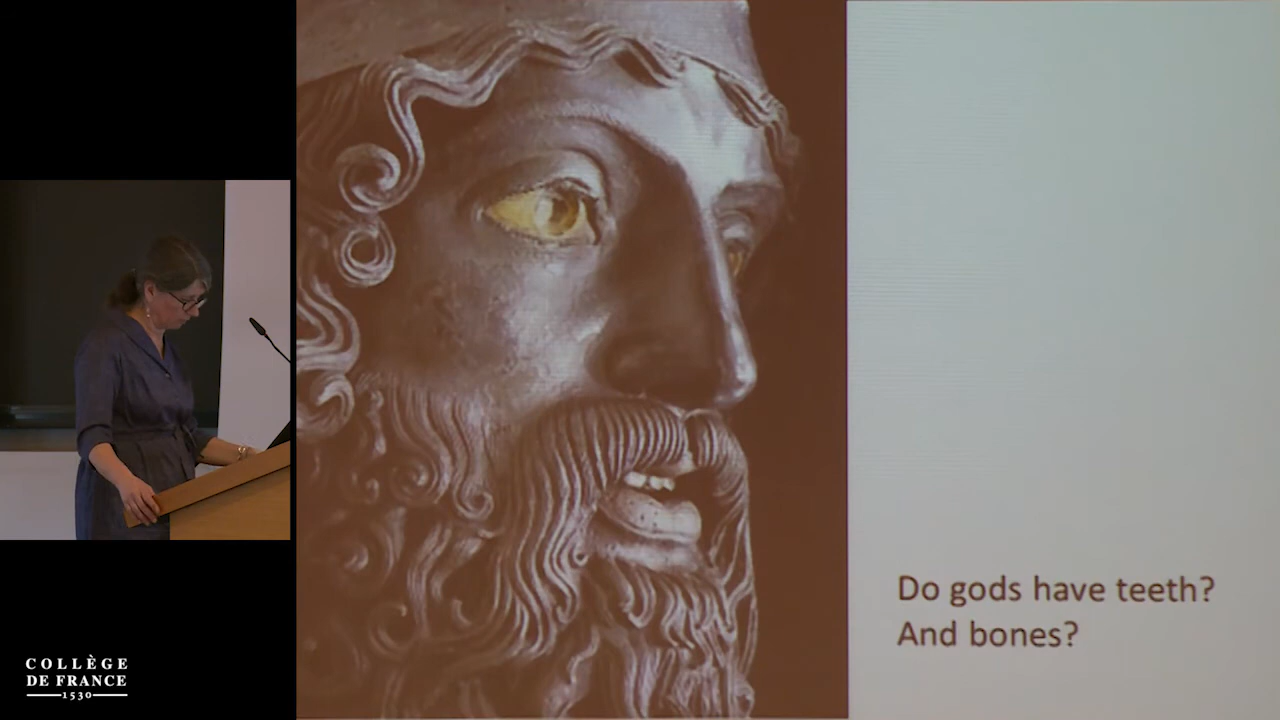 COLLÈGE
DE FRANCE
1530
Do gods have teeth?
And bones?